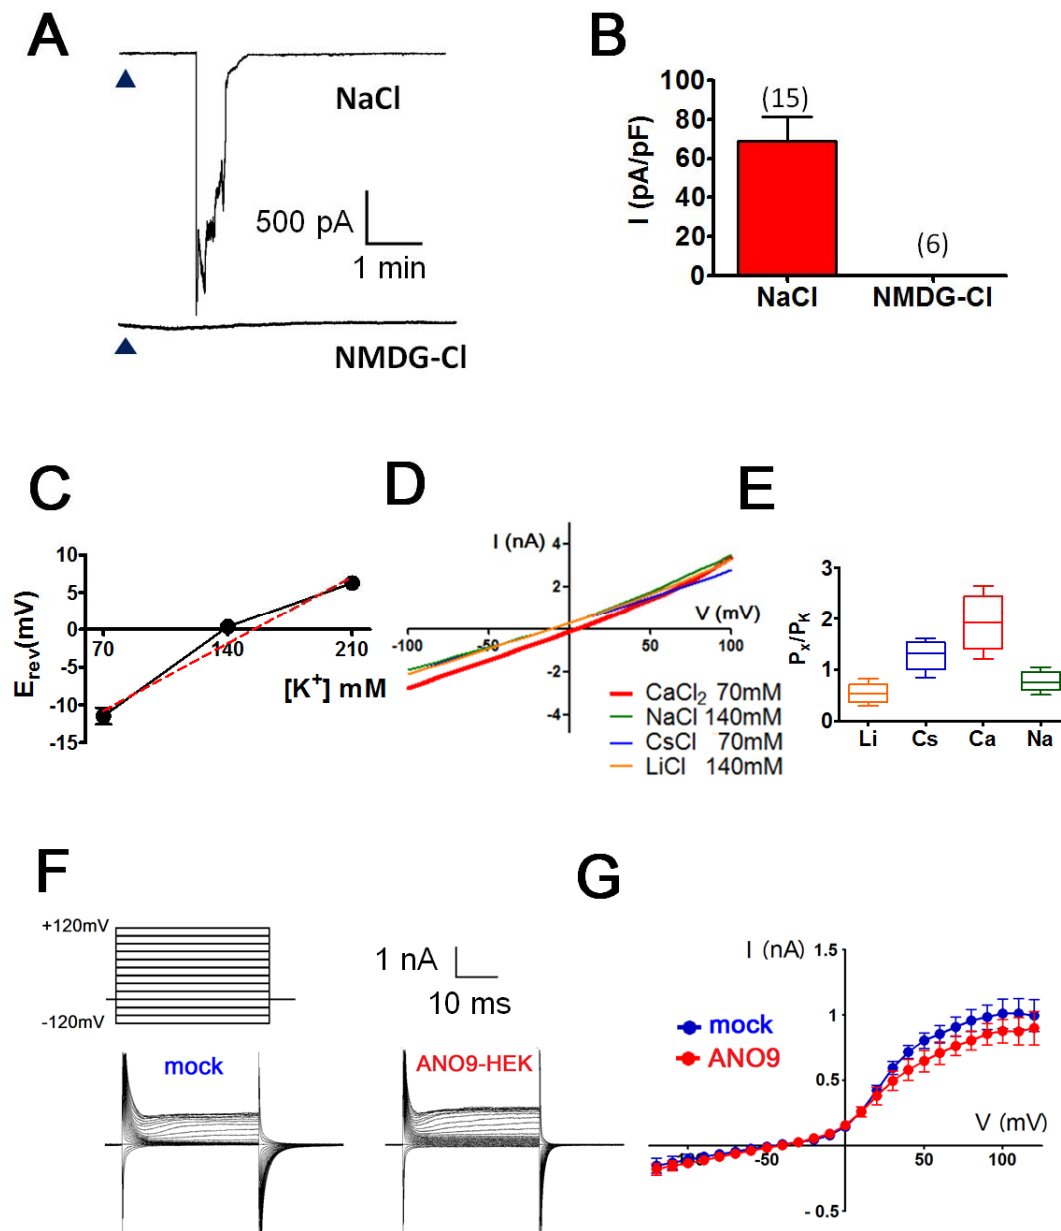 A
NaCl
500 pA
1 min
NMDG-Cl
B
I (pA/pF)
100
80
60
40
20
0
(15)
(6)
NaCl
NMDG-Cl
C
Erev(mV)
10
5
0
-5
-10
-15
70
140
210
[K+] mM
D
I (nA)
4
2
-2
-4
V (mV)
-100
-50
50
100
CaCl2 70mM
NaCl 140mM
CsCl 70mM
LiCl 140mM
E
PX/PK
3
2
1
0
Li
Cs
Ca
Na
F
+120mV
-120mV
1 nA
10 ms
mock
ANO9-HEK
G
I (nA)
1.5
1
0.5
-0.5
mock
ANO9
V (mV)
-100
-50
50
100